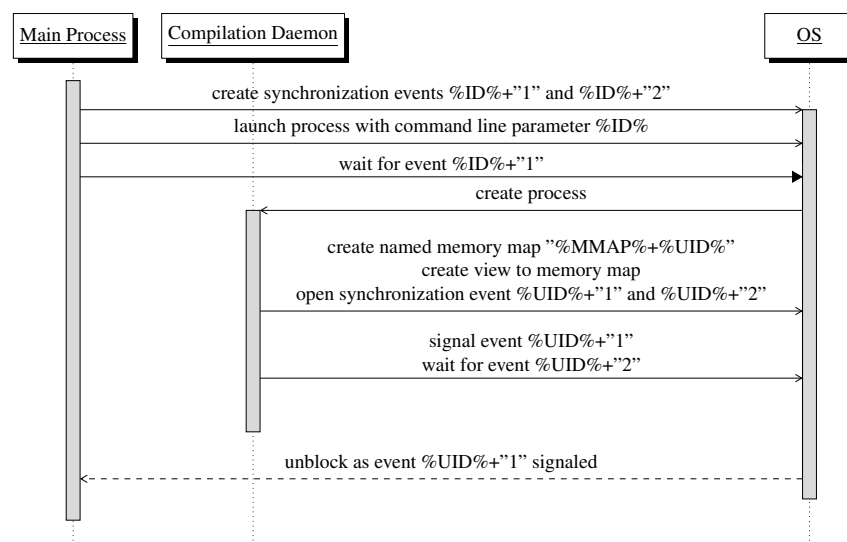 Main Process
Compilation Daemon
OS
create synchronization events %ID%+”1” and %ID%+”2”
launch process with command line parameter %ID%
wait for event %ID%+”1”
create process
create named memory map ”%MMAP%+%UID%”
create view to memory map
open synchronization event %UID%+”1” and %UID%+”2”
signal event %UID%+”1”
wait for event %UID%+”2”
unblock as event %UID%+”1” signaled